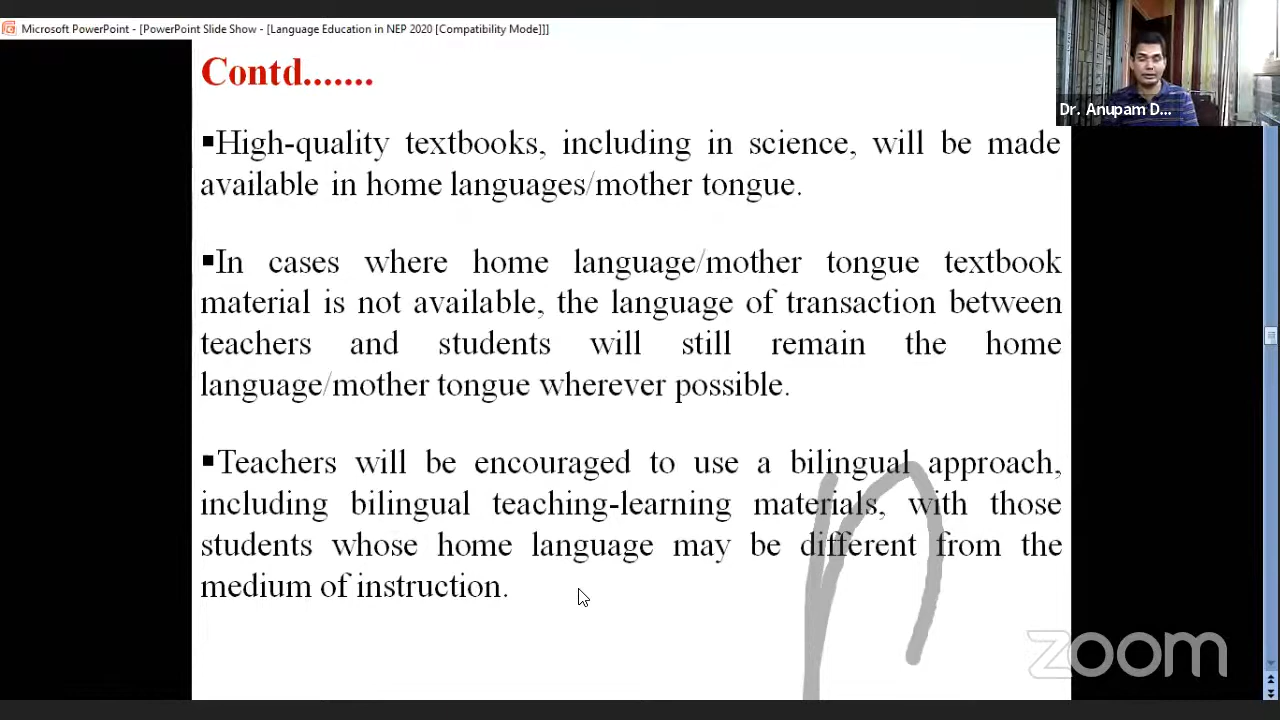 Microsoft PowerPoint - [PowerPoint Slide Show - [Language Education in NEP 2020 [Compatibility Mode]]]
Contd.......
Dr. Anupam D...
▪High-quality textbooks, including in science, will be made
available in home languages/mother tongue.
▪In cases where home language/mother tongue textbook
material is not available, the language of transaction between
teachers and students will still remain the home
language/mother tongue wherever possible.
▪Teachers will be encouraged to use a bilingual approach,
including bilingual teaching-learning materials, with those
students whose home language may be different from the
medium of instruction.
zoom